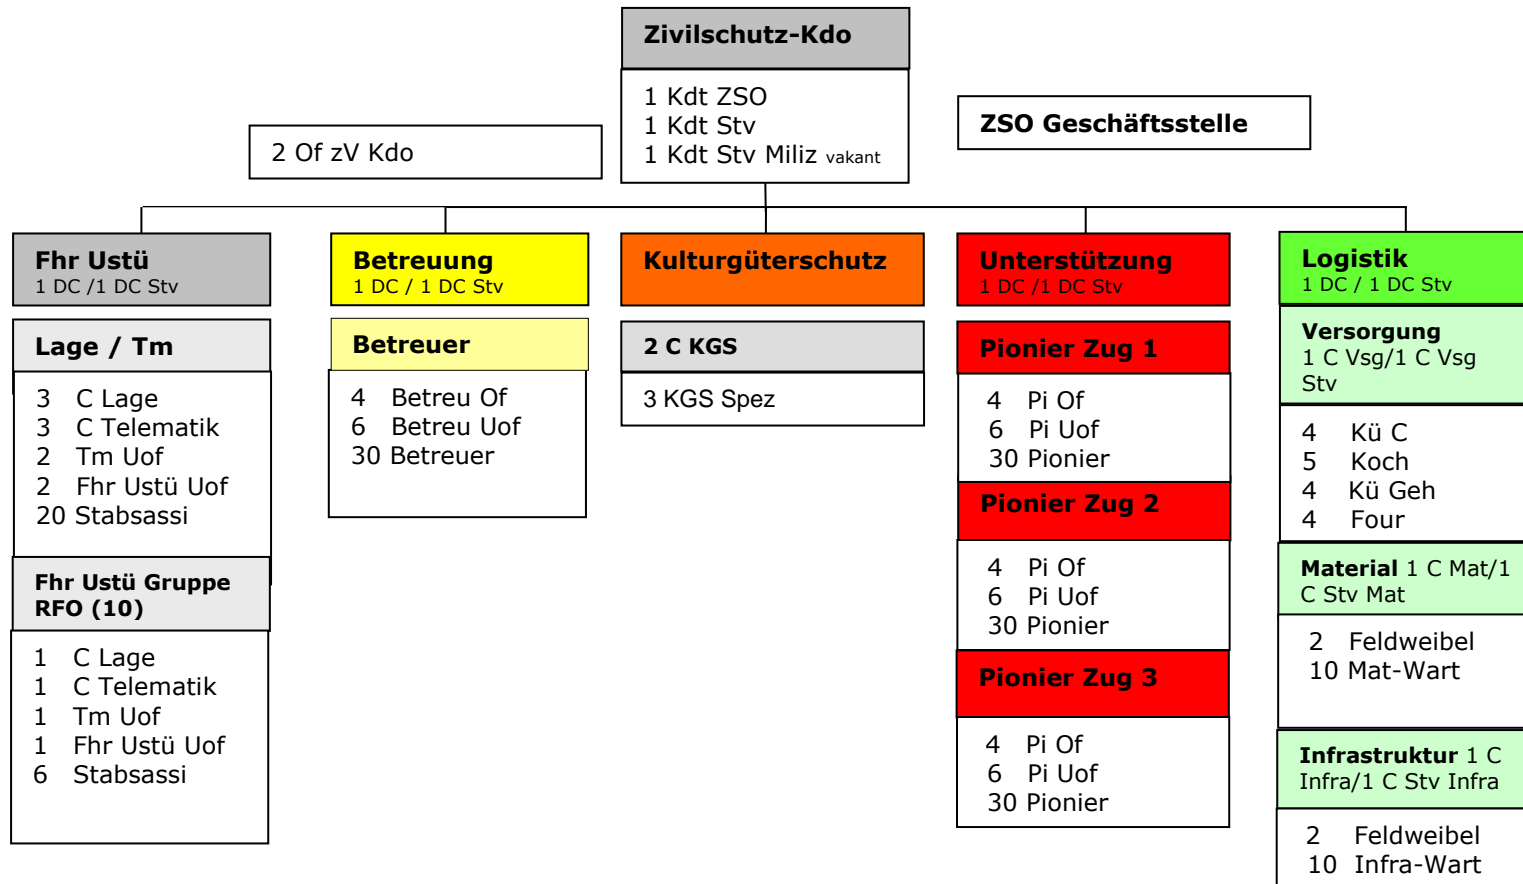 Zivilschutz-Kdo
1 Kdt ZSO
1 Kdt Stv
1 Kdt Stv Miliz vakant
2 Of zV Kdo
ZSO Geschäftsstelle
Fhr Ustü
1 DC /1 DC Stv
Lage / Tm
3 C Lage
3 C Telematik
2 Tm Uof
2 Fhr Ustü Uof
20 Stabsassi
Fhr Ustü Gruppe
RFO (10)
1 C Lage
1 C Telematik
1 Tm Uof
1 Fhr Ustü Uof
6 Stabsassi
Betreuung
1 DC / 1 DC Stv
Betreuer
4 Betreu Of
6 Betreu Uof
30 Betreuer
Kulturgüterschutz
2 C KGS
3 KGS Spez
Unterstützung
1 DC /1 DC Stv
Pionier Zug 1
4 Pi Of
6 Pi Uof
30 Pionier
Pionier Zug 2
4 Pi Of
6 Pi Uof
30 Pionier
Pionier Zug 3
4 Pi Of
6 Pi Uof
30 Pionier
Logistik
1 DC / 1 DC Stv
Versorgung
1 C Vsg/1 C Vsg
Stv
4 Kü C
5 Koch
4 Kü Geh
4 Four
Material 1 C Mat/1
C Stv Mat
2 Feldweibel
10 Mat-Wart
Infrastruktur 1 C
Infra/1 C Stv Infra
2 Feldweibel
10 Infra-Wart